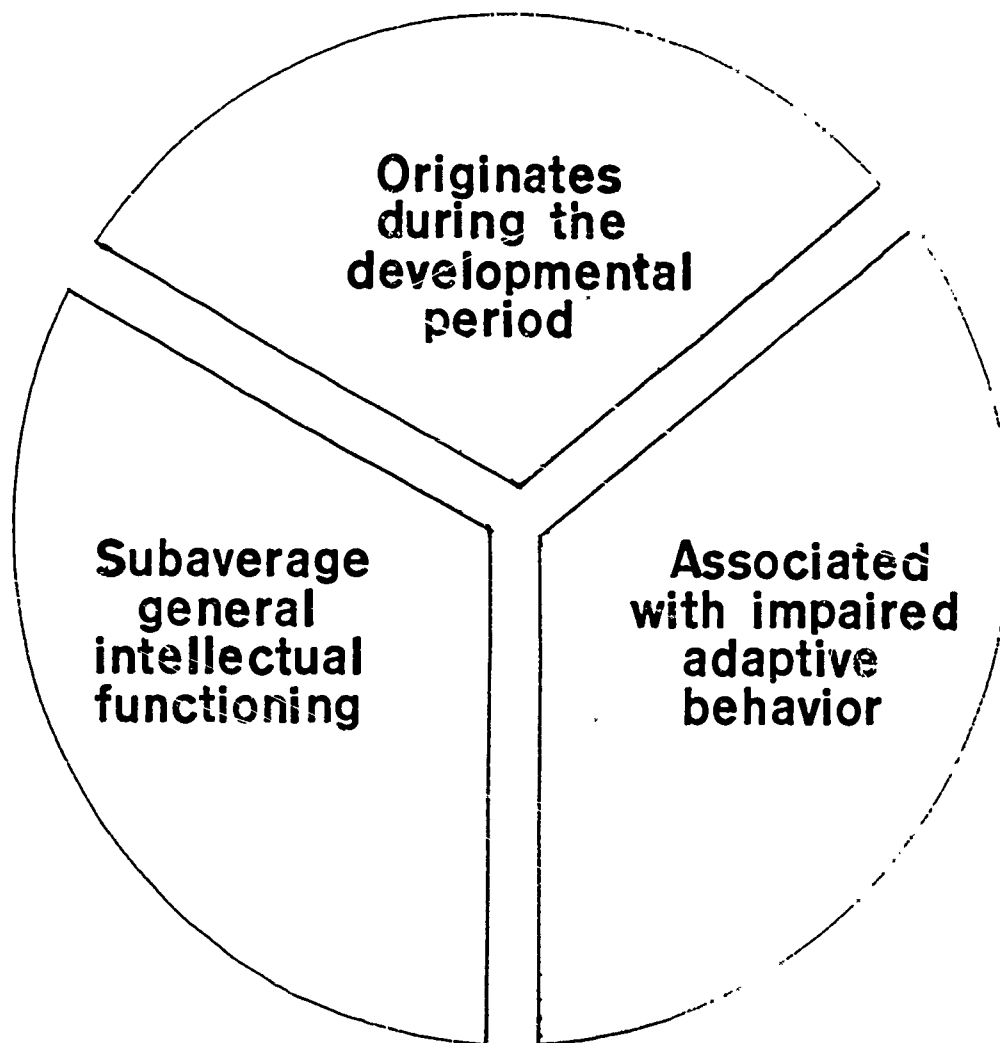 Originates
during the
developmental
period
Subaverage
general
intellectual
functioning
Associated
with impaired
adaptive
behavior